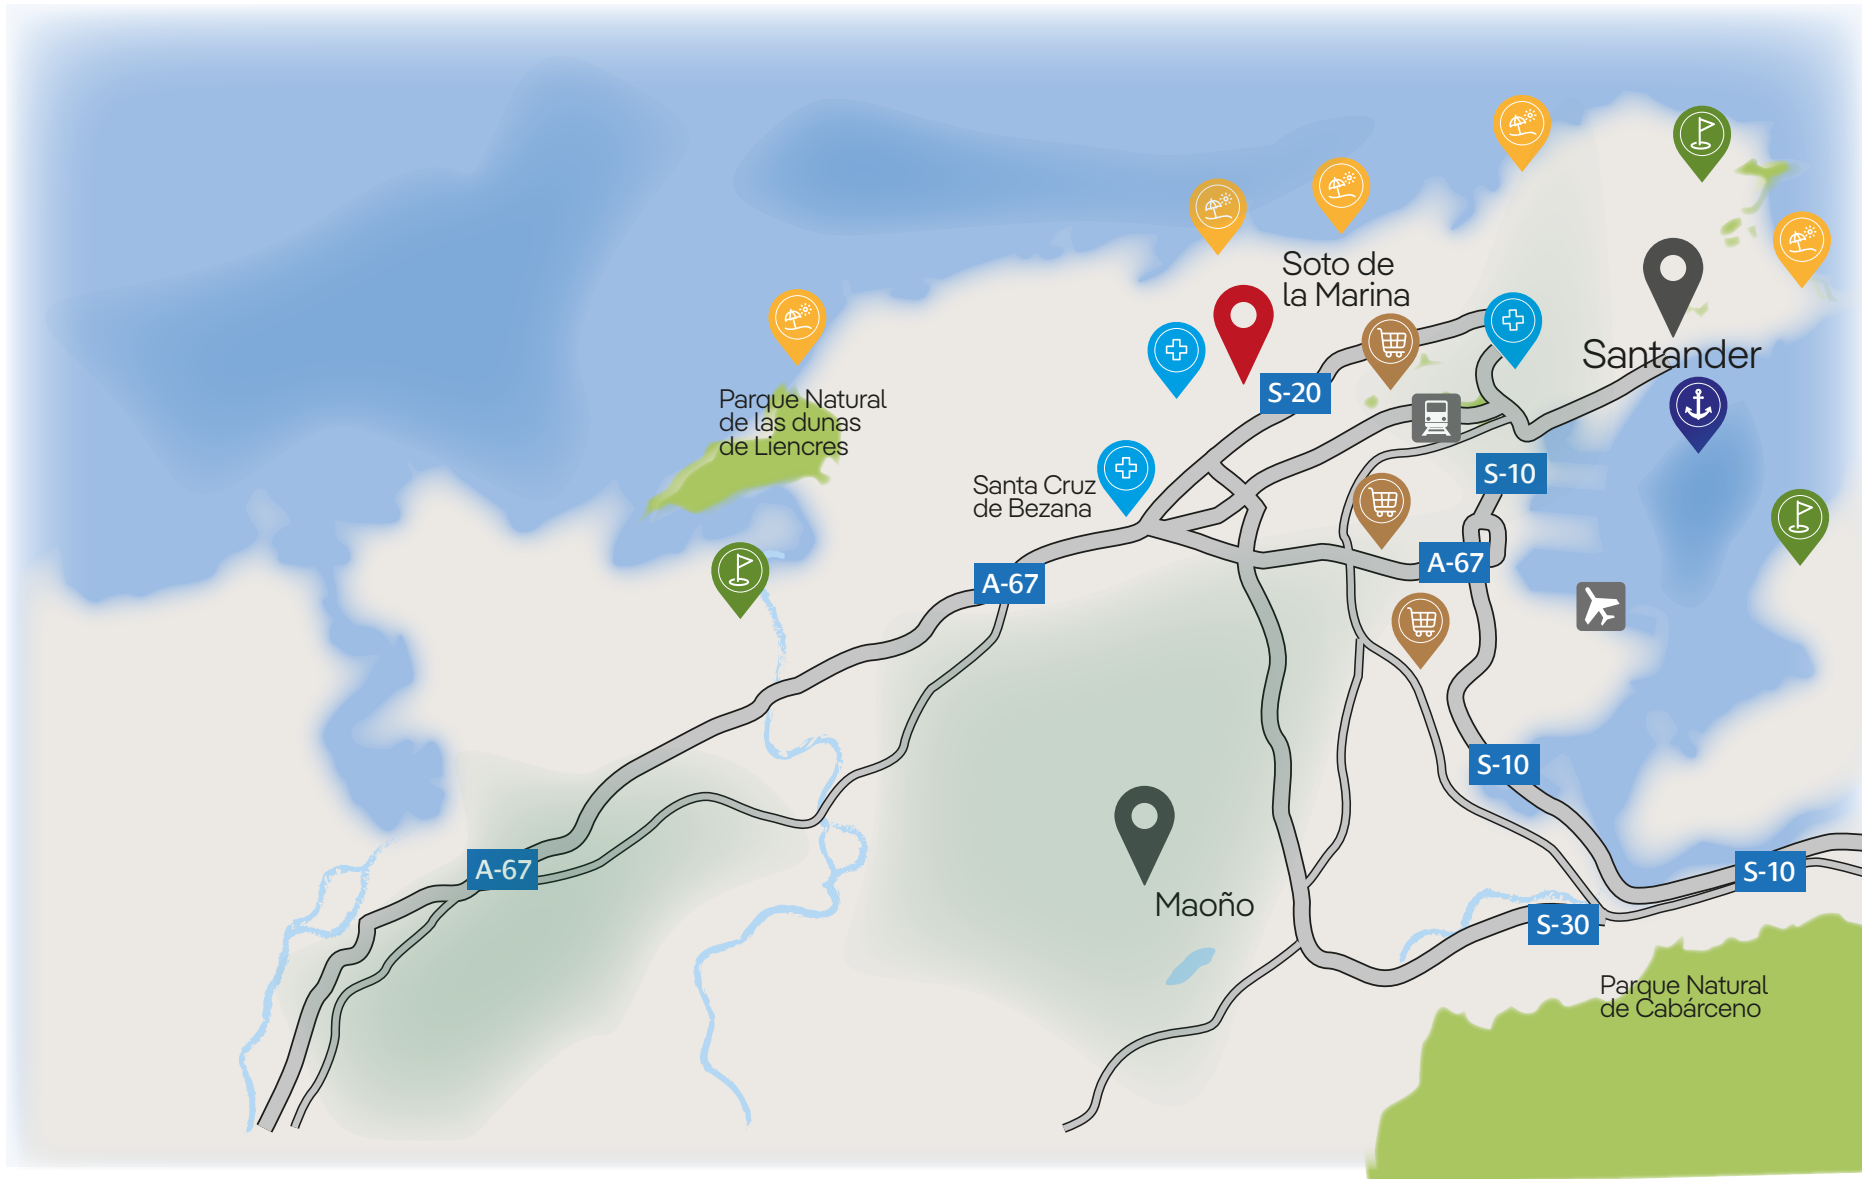 Soto de
la Marina
Santander
S-20
Parque Natural
de las dunas
de Liencres
S-10
Santa Cruz
de Bezana
A-67
A-67
S-10
A-67
S-10
Maoño
S-30
Parque Natural
de Cabárceno